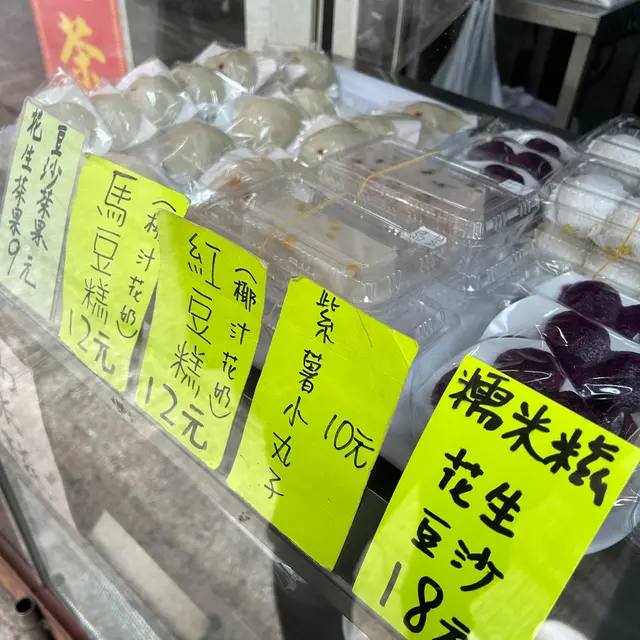 茶
豆沙茶果
花生茶果9元
馬豆糕
(椰汁花奶)
12元
紅豆糕
(椰汁花奶)
12元
紫薯小丸子
10元
糯米糍
花生
豆沙
18元